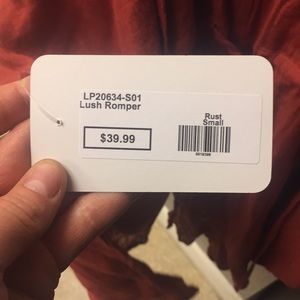 LP20634-S01
Lush Romper
$39.99
Rust
Small